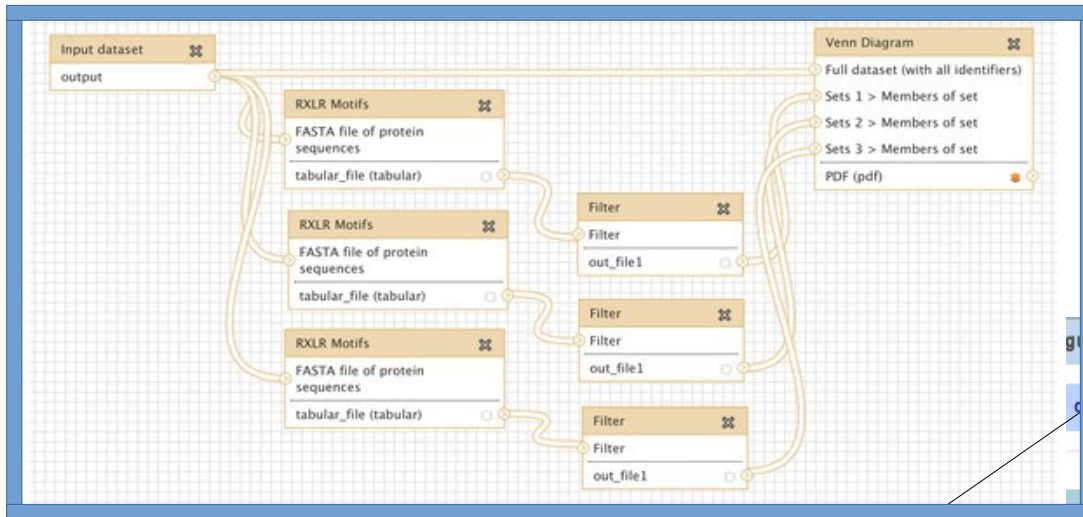 Input dataset
output
RXLR Motifs
FASTA file of protein
sequences
tabular_file (tabular)
RXLR Motifs
FASTA file of protein
sequences
tabular_file (tabular)
RXLR Motifs
FASTA file of protein
sequences
tabular_file (tabular)
Filter
Filter
out_file1
Filter
Filter
out_file1
Filter
Filter
out_file1
Venn Diagram
Full dataset (with all identifiers)
Sets 1 > Members of set
Sets 2 > Members of set
Sets 3 > Members of set
PDF (pdf)